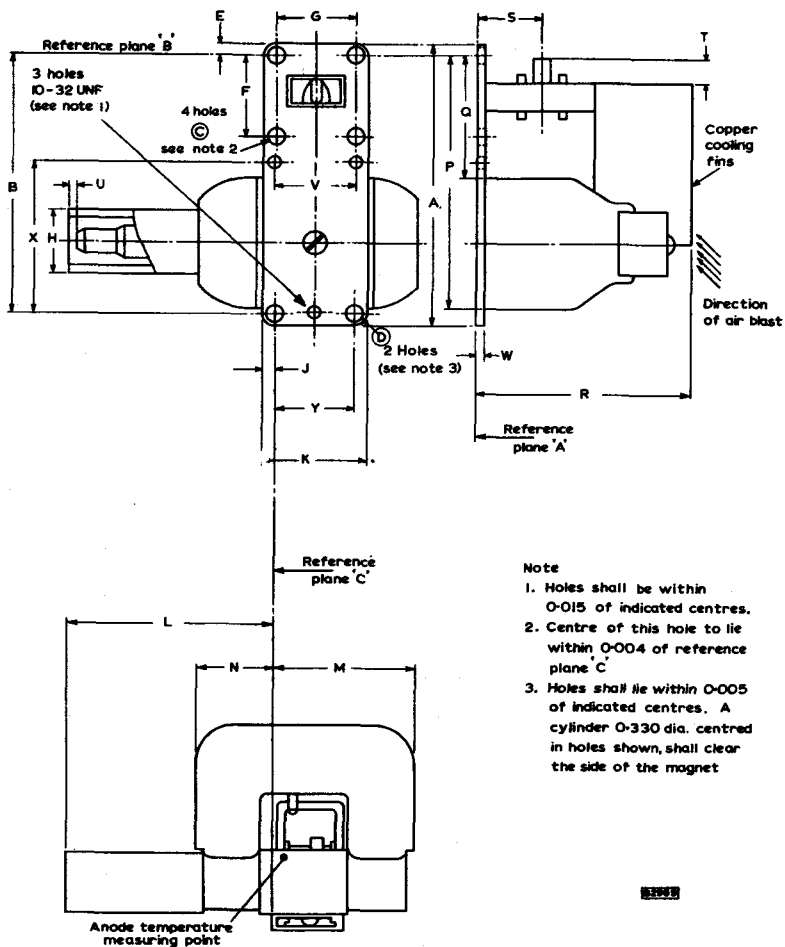 E
G
S
T
Reference plane 'B'
3 holes
10-32 UNF
(see note 1)
F
Q
4 holes
C
see note 2
Copper
cooling
fins
B
V
P
A
U
X
H
Direction
of air blast
D
2 Holes
(see note 3)
W
J
R
Y
Reference
plane 'A'
K
Reference
plane 'C'
Note
1. Holes shall be within
0·015 of indicated centres.
2. Centre of this hole to lie
within 0·004 of reference
plane 'C'
3. Holes shall lie within 0·005
of indicated centres. A
cylinder 0·330 dia. centred
in holes shown, shall clear
the side of the magnet
L
N
M
Anode temperature
measuring point